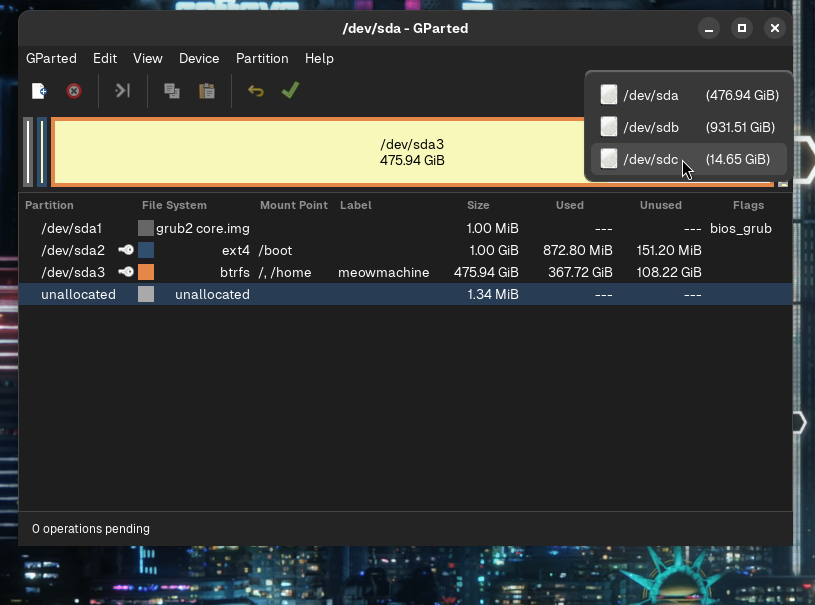 /dev/sda - GParted
GParted Edit View Device Partition Help
/dev/sda (476.94 GiB)
/dev/sdb (931.51 GiB)
/dev/sdc (14.65 GiB)
/dev/sda3
475.94 GiB
Partition File System Mount Point Label Size Used Unused Flags
/dev/sda1 grub2 core.img 1.00 MiB --- --- bios_grub
/dev/sda2 ext4 /boot 1.00 GiB 872.80 MiB 151.20 MiB
/dev/sda3 btrfs /, /home meowmachine 475.94 GiB 367.72 GiB 108.22 GiB
unallocated unallocated 1.34 MiB --- ---
0 operations pending